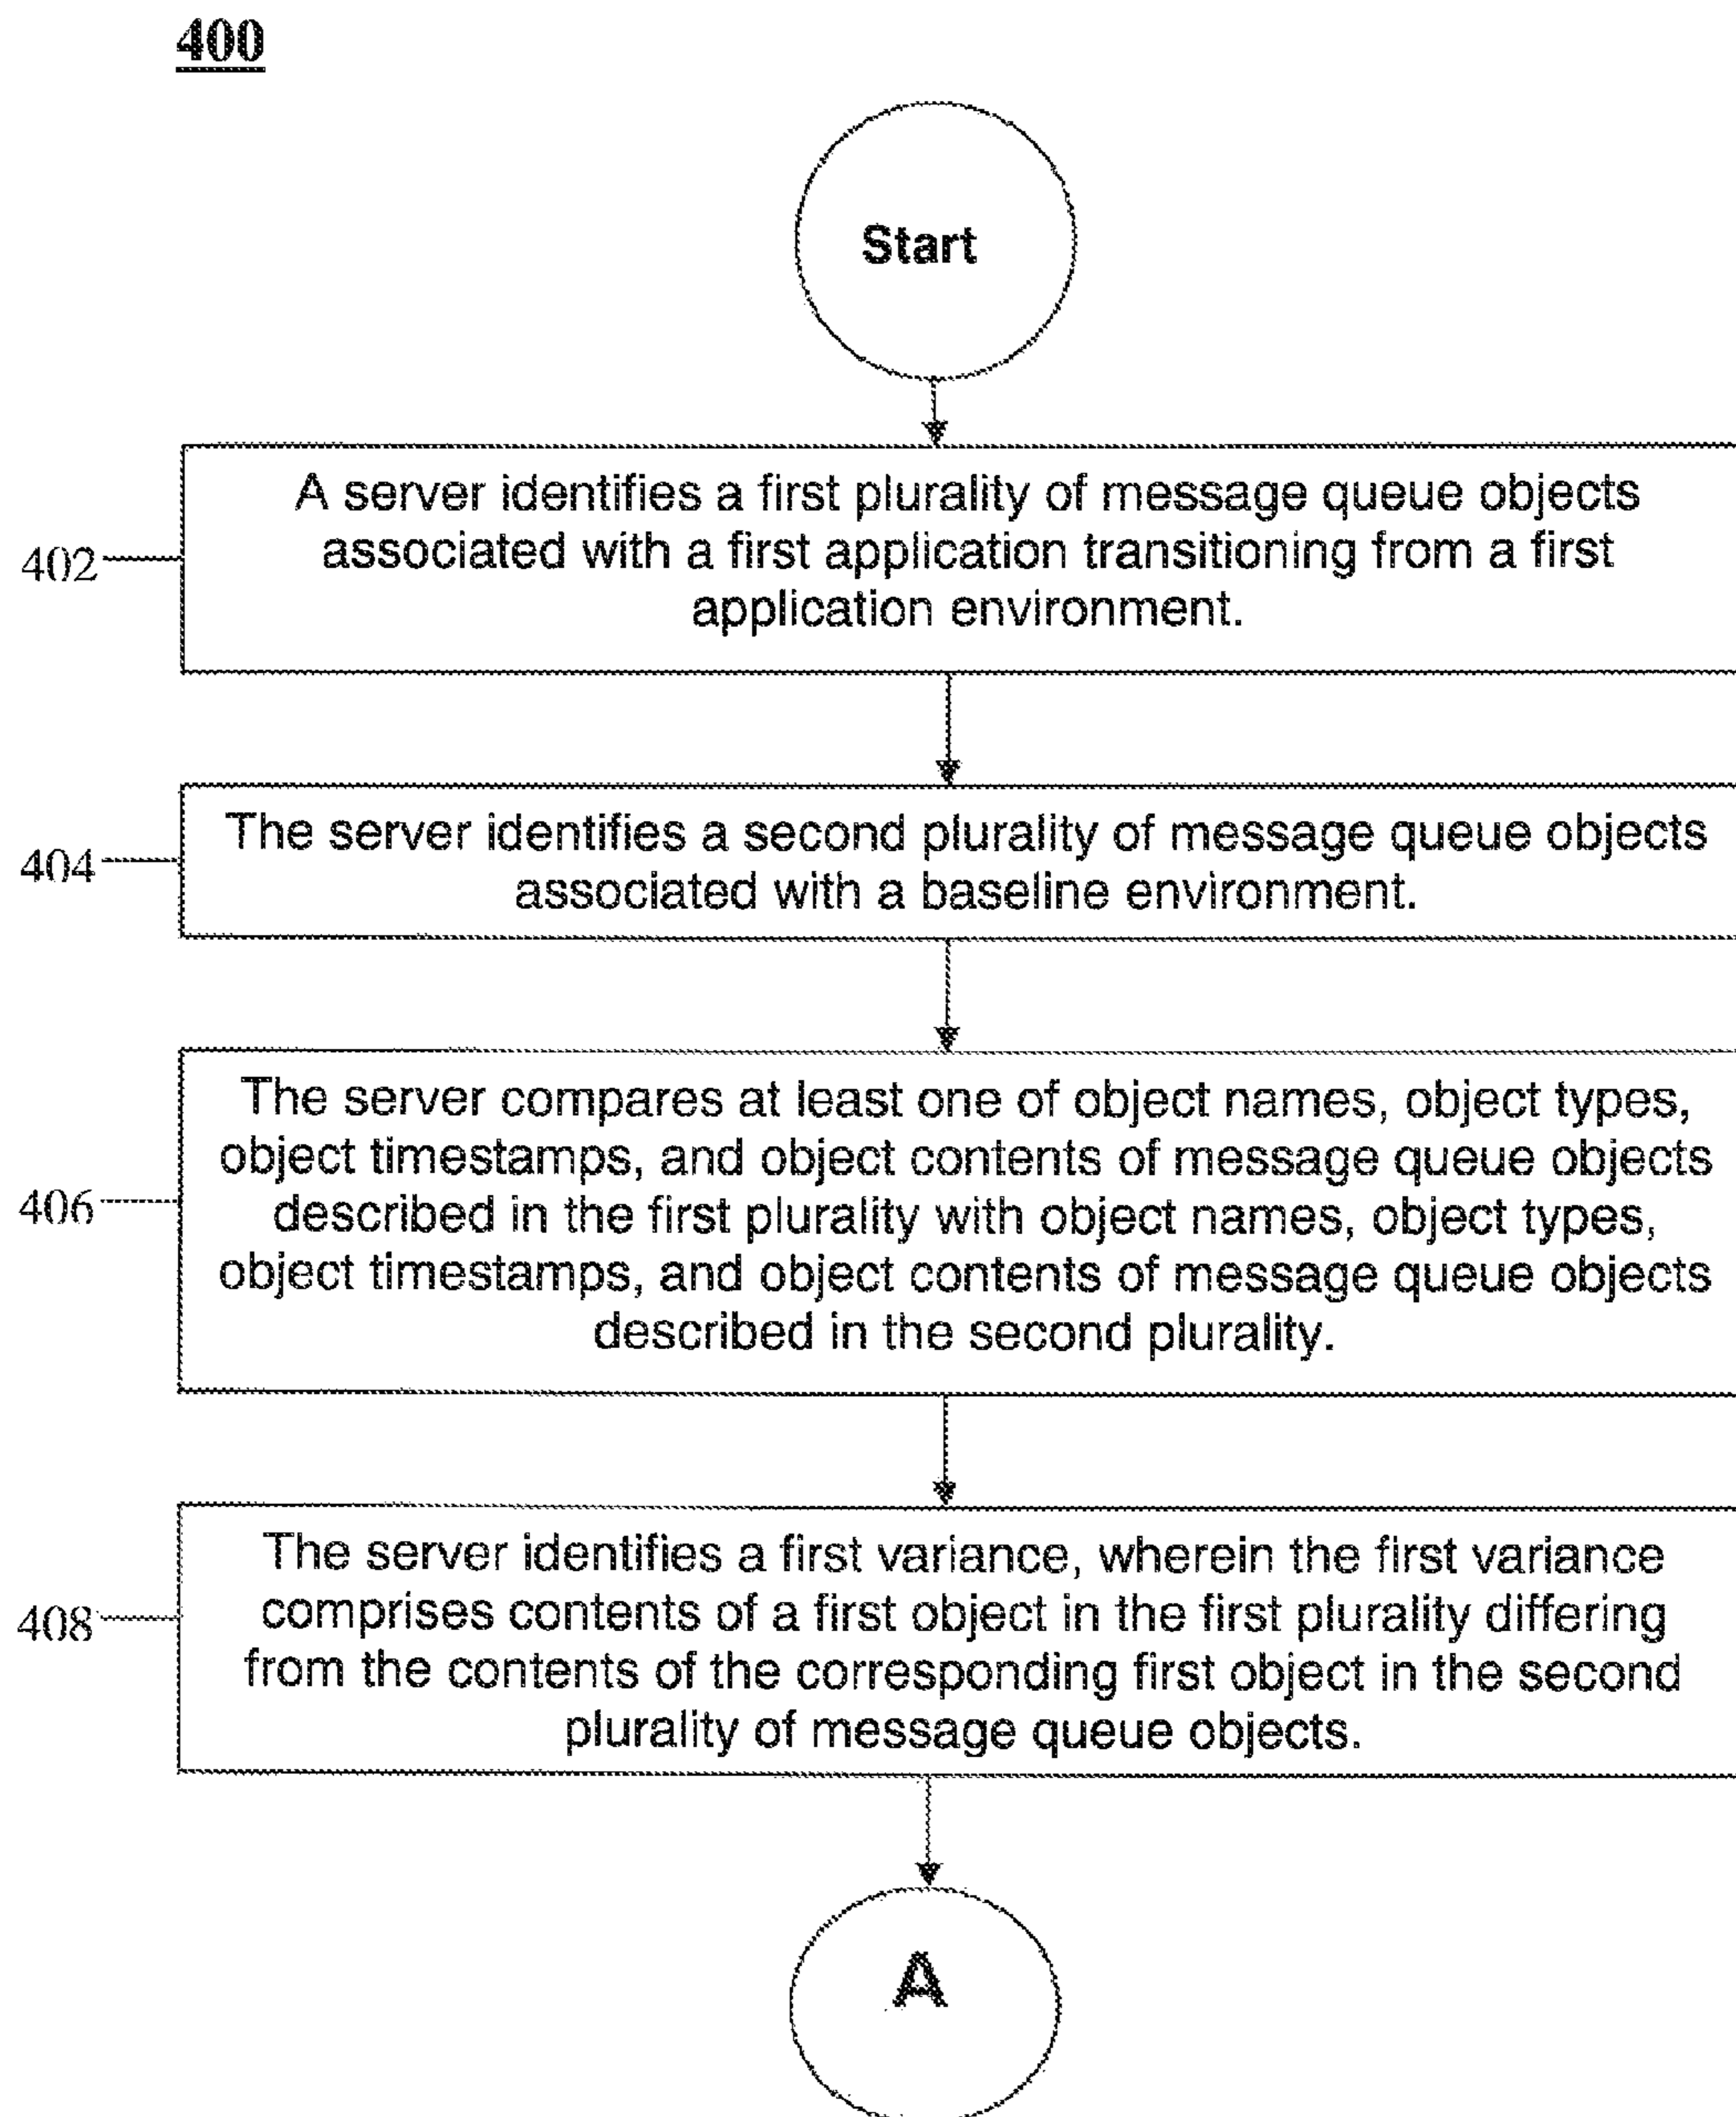 400
Start
A server identifies a first plurality of message queue objects
associated with a first application transitioning from a first
application environment.
402
The server identifies a second plurality of message queue objects
associated with a baseline environment.
404
The server compares at least one of object names, object types,
object timestamps, and object contents of message queue objects
described in the first plurality with object names, object types,
object timestamps, and object contents of message queue objects
described in the second plurality.
406
The server identifies a first variance, wherein the first variance
comprises contents of a first object in the first plurality differing
from the contents of the corresponding first object in the second
plurality of message queue objects.
408
A